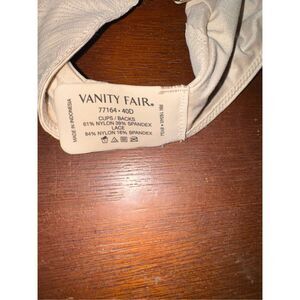 VANITY FAIR®
77164 • 40D
CUPS / BACKS
61% NYLON 39% SPANDEX
LACE
84% NYLON 16% SPANDEX
MADE IN INDONESIA